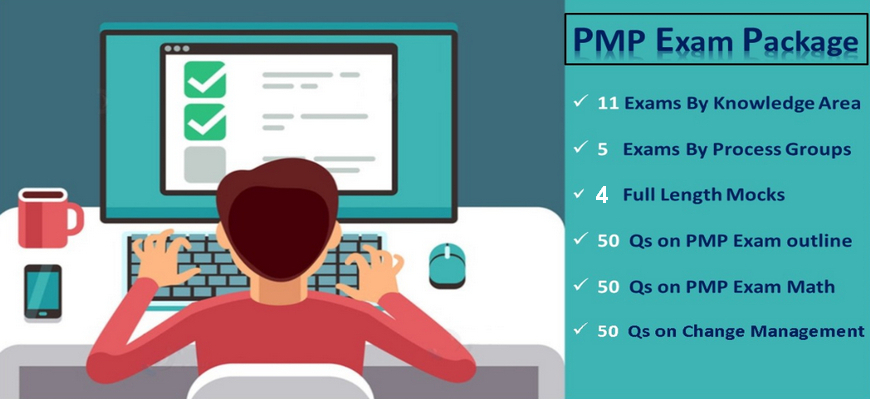 PMP Exam Package
✓ 11 Exams By Knowledge Area
✓ 5 Exams By Process Groups
✓ 4 Full Length Mocks
✓ 50 Qs on PMP Exam outline
✓ 50 Qs on PMP Exam Math
✓ 50 Qs on Change Management